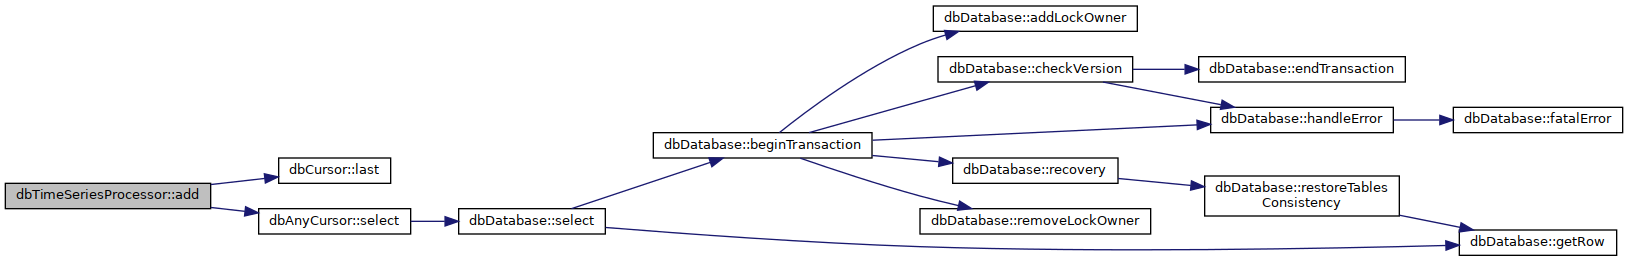 dbTimeSeriesProcessor::add
dbCursor::last
dbAnyCursor::select
dbDatabase::select
dbDatabase::beginTransaction
dbDatabase::addLockOwner
dbDatabase::checkVersion
dbDatabase::endTransaction
dbDatabase::handleError
dbDatabase::fatalError
dbDatabase::recovery
dbDatabase::restoreTables
Consistency
dbDatabase::removeLockOwner
dbDatabase::getRow